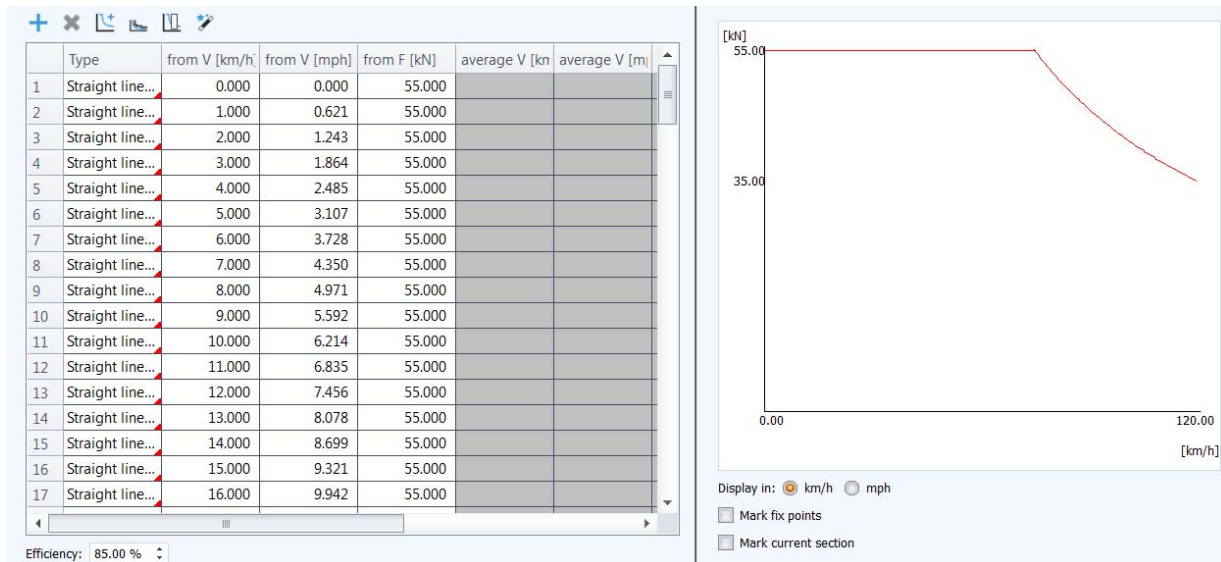 Type from V [km/h] from V [mph] from F [kN] average V [kn average V [m|
1 Straight line... 0.000 0.000 55.000
2 Straight line... 1.000 0.621 55.000
3 Straight line... 2.000 1.243 55.000
4 Straight line... 3.000 1.864 55.000
5 Straight line... 4.000 2.485 55.000
6 Straight line... 5.000 3.107 55.000
7 Straight line... 6.000 3.728 55.000
8 Straight line... 7.000 4.350 55.000
9 Straight line... 8.000 4.971 55.000
10 Straight line... 9.000 5.592 55.000
11 Straight line... 10.000 6.214 55.000
12 Straight line... 11.000 6.835 55.000
13 Straight line... 12.000 7.456 55.000
14 Straight line... 13.000 8.078 55.000
15 Straight line... 14.000 8.699 55.000
16 Straight line... 15.000 9.321 55.000
17 Straight line... 16.000 9.942 55.000
Efficiency: 85.00 %
[kN]
55.00
35.00
0.00 120.00
[km/h]
Display in: km/h mph
Mark fix points
Mark current section